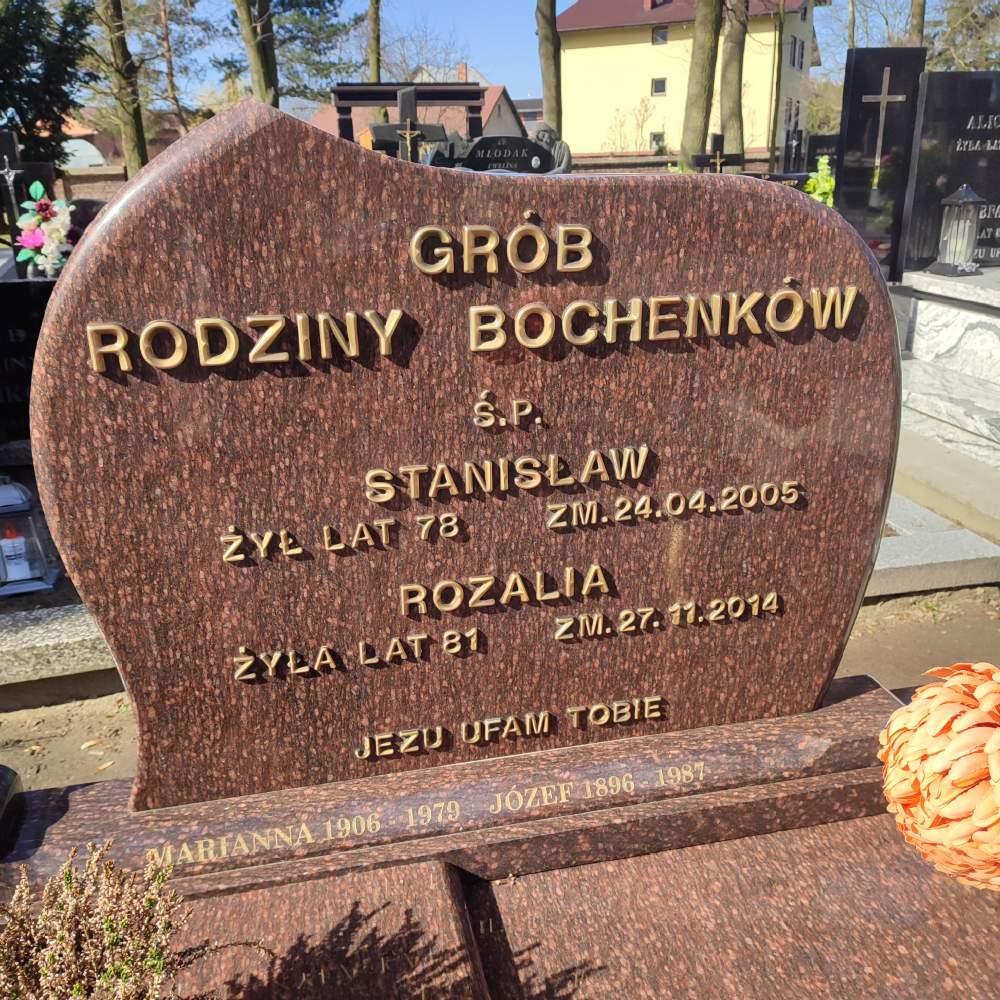 GRÓB
RODZINY BOCHENKÓW
Ś.P.
STANISŁAW
ŻYŁ LAT 78 ZM. 24.04.2005
ROZALIA
ŻYŁA LAT 81 ZM. 27.11.2014
JEZU UFAM TOBIE
MARIANNA 1906 - 1979 JÓZEF 1896 - 1987
MŁODAK